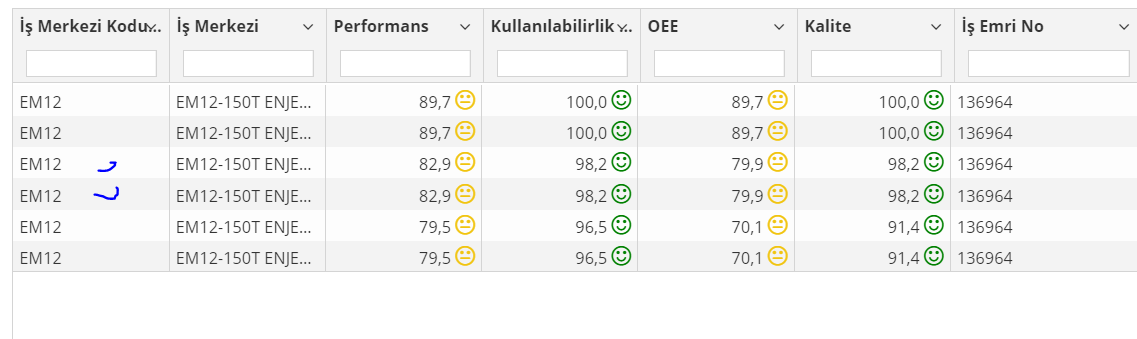 İş Merkezi Kodu... İş Merkezi Performans Kullanılabilirlik ... OEE Kalite İş Emri No
EM12 EM12-150T ENJE... 89,7 100,0 89,7 100,0 136964
EM12 EM12-150T ENJE... 89,7 100,0 89,7 100,0 136964
EM12 EM12-150T ENJE... 82,9 98,2 79,9 98,2 136964
EM12 EM12-150T ENJE... 82,9 98,2 79,9 98,2 136964
EM12 EM12-150T ENJE... 79,5 96,5 70,1 91,4 136964
EM12 EM12-150T ENJE... 79,5 96,5 70,1 91,4 136964